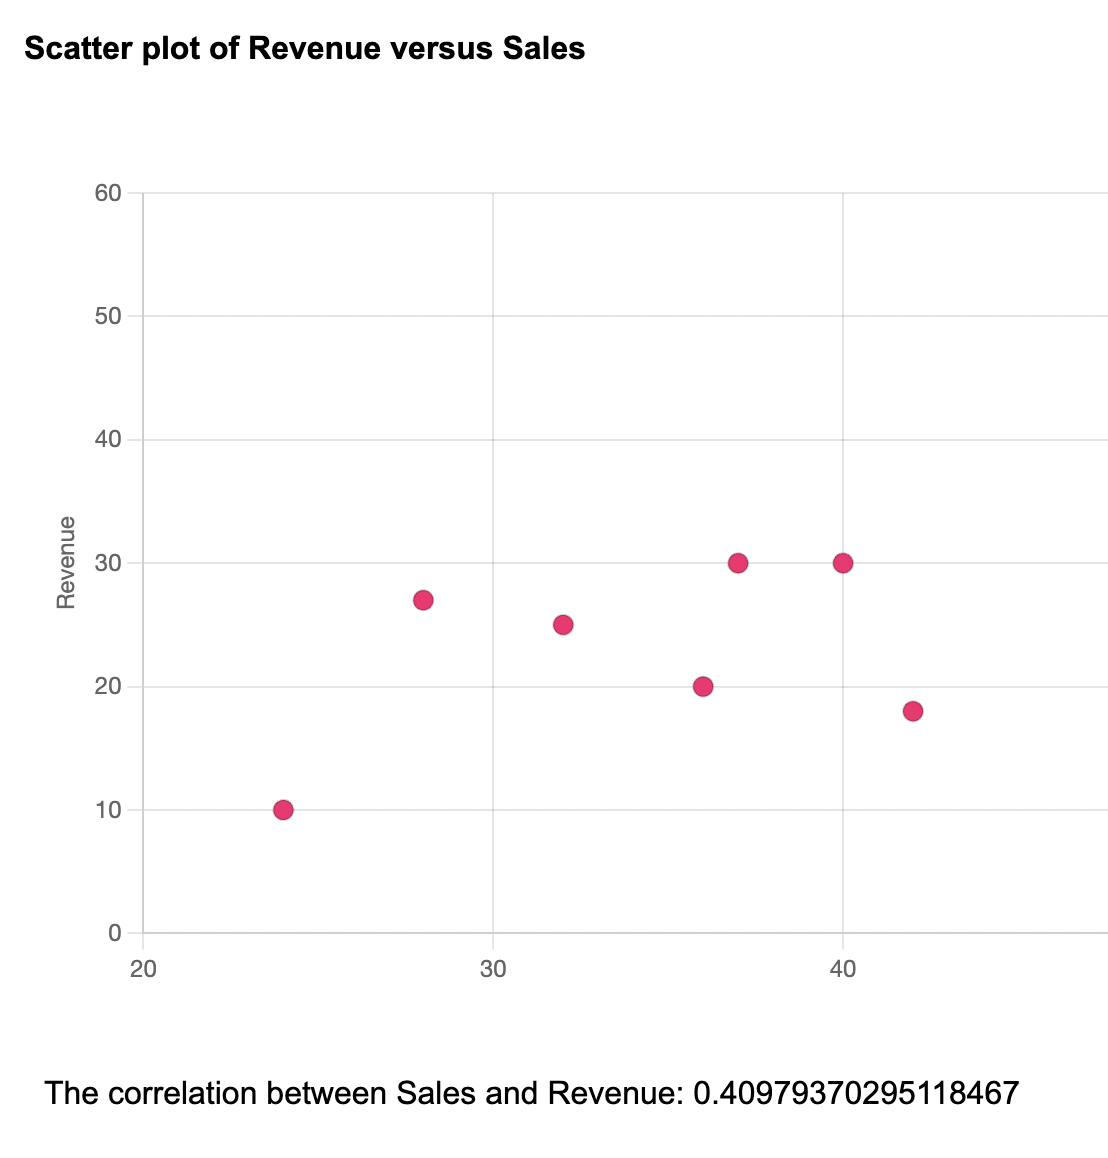 Scatter plot of Revenue versus Sales
60
50
40
30
20
10
0
Revenue
20 30 40
The correlation between Sales and Revenue: 0.40979370295118467